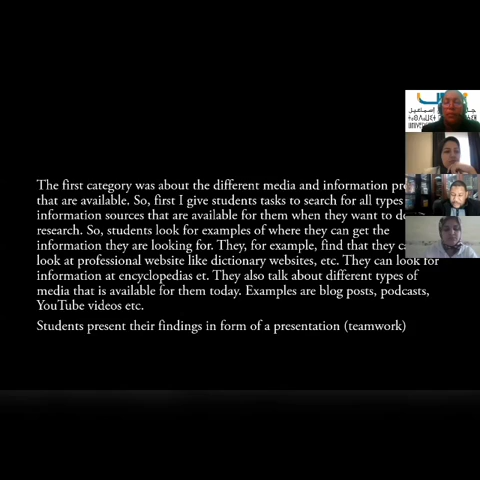 The first category was about the different media and information
that are available. So, first I give students tasks to search for all types
information sources that are available for them when they want to do
research. So, students look for examples of where they can get the
information they are looking for. They, for example, find that they
look at professional website like dictionary websites, etc. They can look for
information at encyclopedias et. They also talk about different types of
media that is available for them today. Examples are blog posts, podcasts,
YouTube videos etc.
Students present their findings in form of a presentation (teamwork)